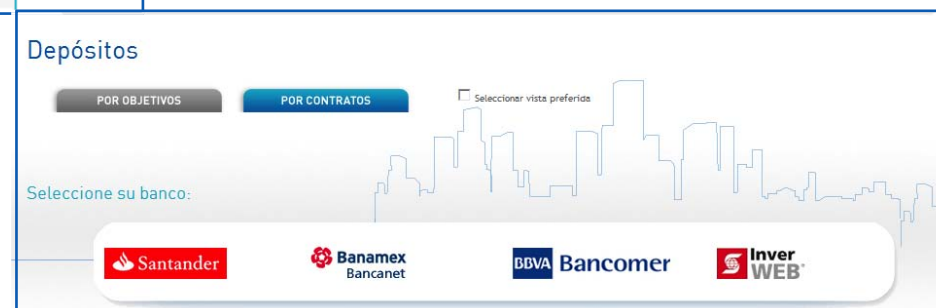 Depósitos
POR OBJETIVOS POR CONTRATOS Seleccionar vista preferida
Seleccione su banco:
Santander Banamex Bancanet BBVA Bancomer Inver WEB